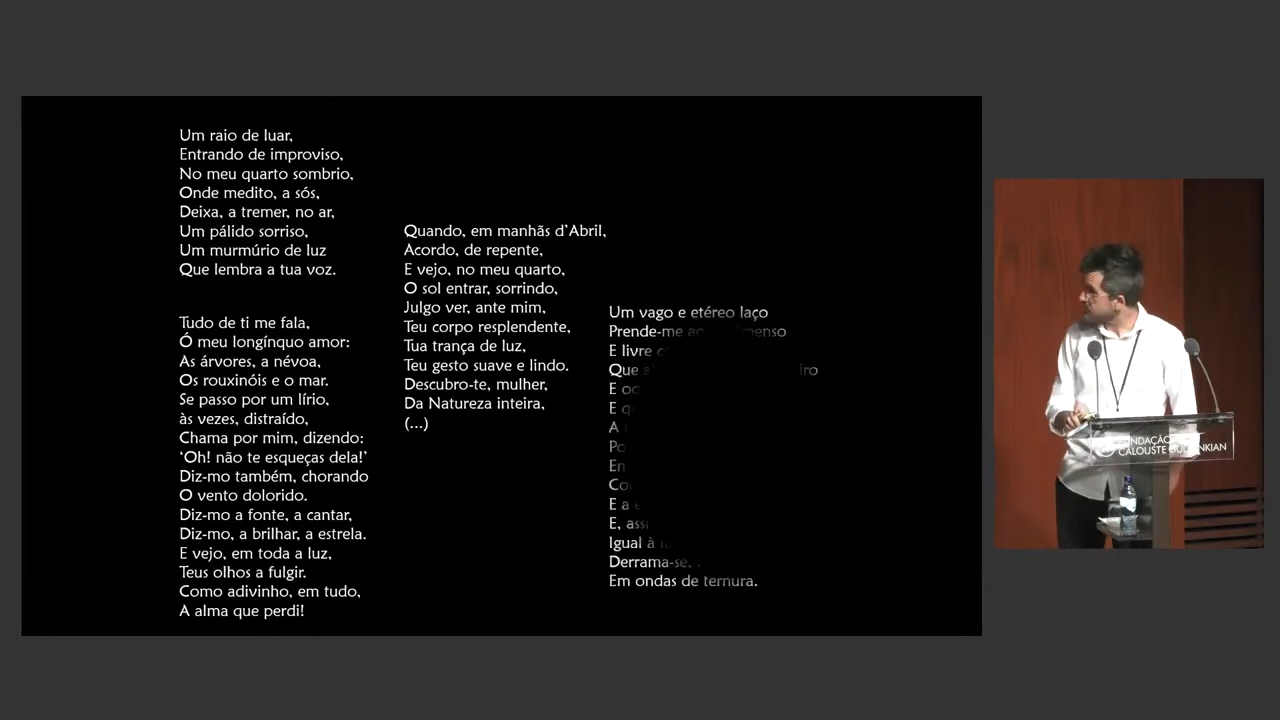 Um raio de luar,
Entrando de improviso,
No meu quarto sombrio,
Onde medito, a sós,
Deixa, a tremer, no ar,
Um pálido sorriso,
Um murmúrio de luz
Que lembra a tua voz.
Tudo de ti me fala,
Ó meu longínquo amor:
As árvores, a névoa,
Os rouxinóis e o mar.
Se passo por um lírio,
às vezes, distraído,
Chama por mim, dizendo:
‘Oh! não te esqueças dela!’
Diz-mo também, chorando
O vento dolorido.
Diz-mo a fonte, a cantar,
Diz-mo, a brilhar, a estrela.
E vejo, em toda a luz,
Teus olhos a fulgir.
Como adivinho, em tudo,
A alma que perdi!
Quando, em manhãs d’Abril,
Acordo, de repente,
E vejo, no meu quarto,
O sol entrar, sorrindo,
Julgo ver, ante mim,
Teu corpo resplendente,
Tua trança de luz,
Teu gesto suave e lindo.
Descubro-te, mulher,
Da Natureza inteira,
(...)
Um vago e etéreo laço
Prende-me
E livre
Que
E
E
A
E a
E,
Igual à
Derrama-se,
Em ondas de ternura.
FUNDAÇÃO
CALOUSTE GULBENKIAN